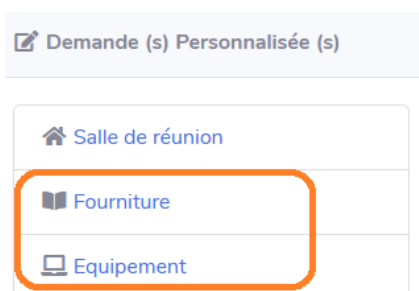 Demande (s) Personnalisée (s)
Salle de réunion
Fourniture
Equipement